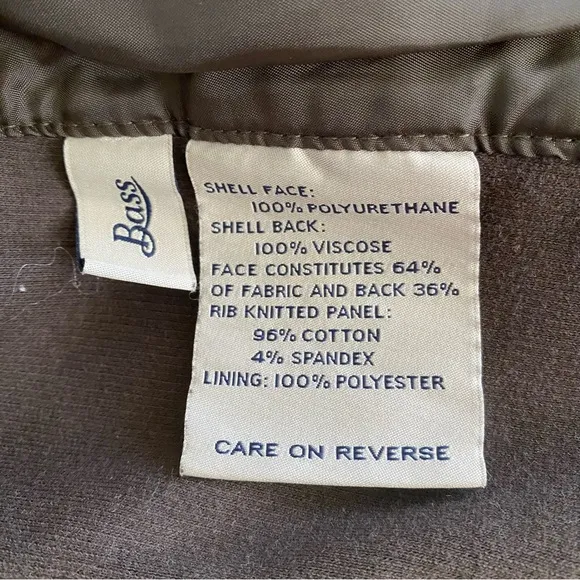 Bass
SHELL FACE:
100% POLYURETHANE
SHELL BACK:
100% VISCOSE
FACE CONSTITUTES 64%
OF FABRIC AND BACK 36%
RIB KNITTED PANEL:
96% COTTON
4% SPANDEX
LINING: 100% POLYESTER
CARE ON REVERSE